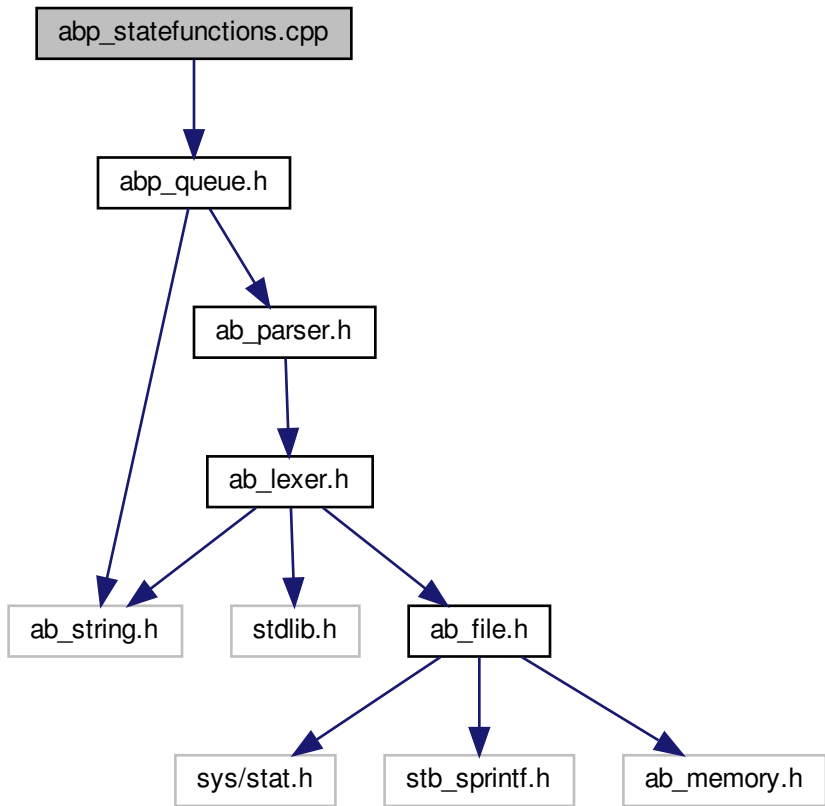 abp_statefunctions.cpp
abp_queue.h
ab_parser.h
ab_lexer.h
ab_string.h
stdlib.h
ab_file.h
sys/stat.h
stb_sprintf.h
ab_memory.h